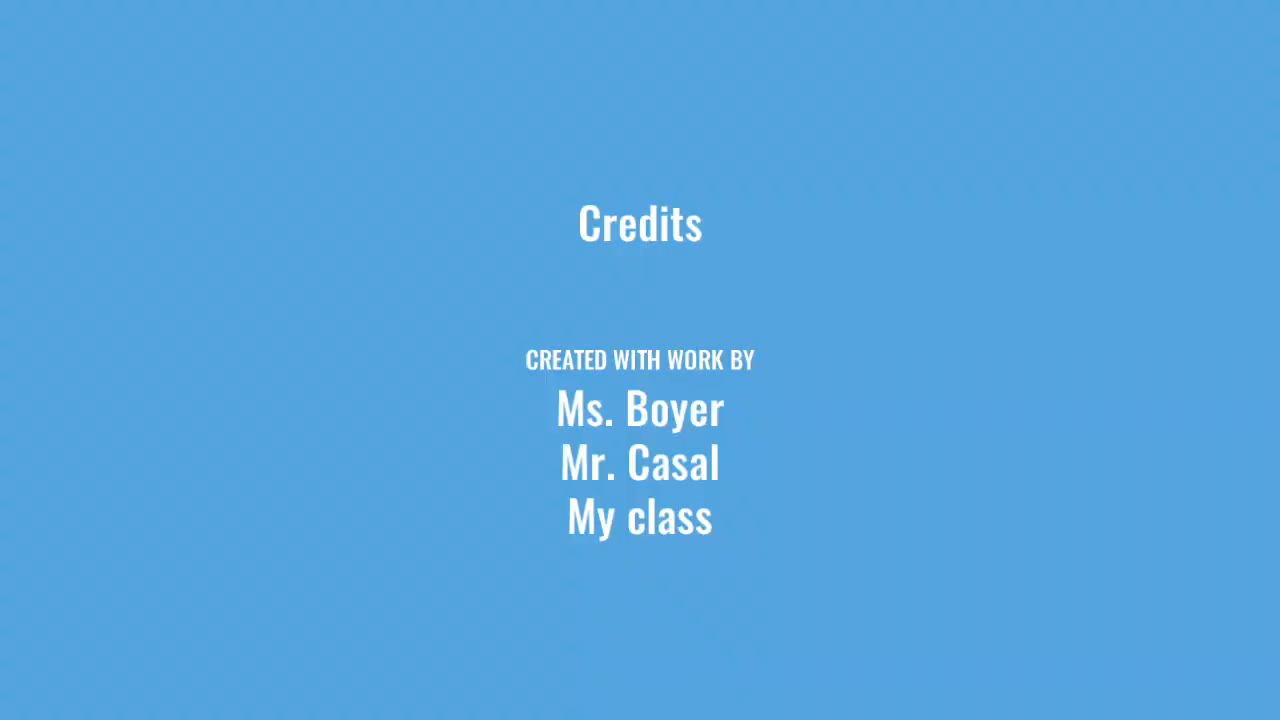 Credits
CREATED WITH WORK BY
Ms. Boyer
Mr. Casal
My class